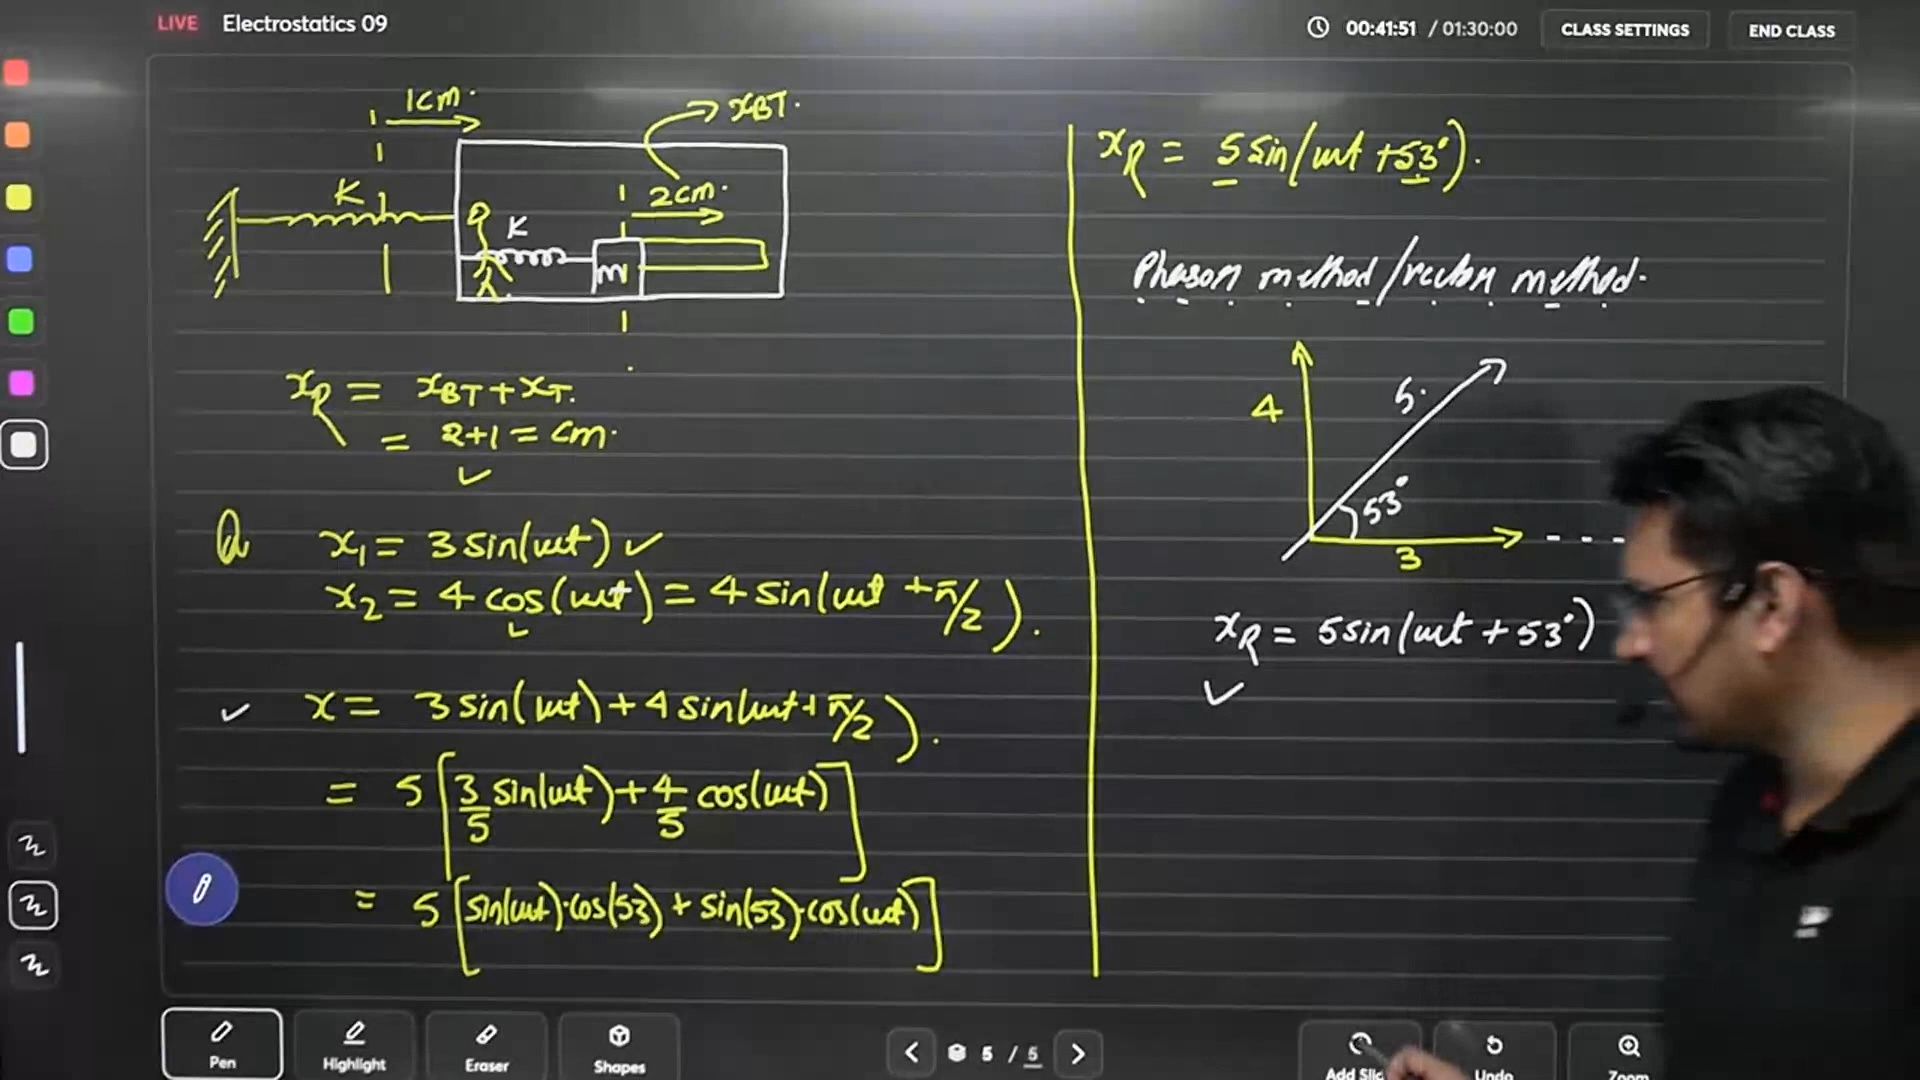 LIVE Electrostatics 09
00:41:51 / 01:30:00 CLASS SETTINGS END CLASS
1cm.
xBT.
K
2cm.
K
m
xR = xBT + xT.
= 2+1 = cm.
Q x1 = 3 sin(ωt) ✓
x2 = 4 cos(ωt) = 4 sin(ωt + π/2).
✓ x = 3 sin(ωt) + 4 sin(ωt + π/2).
= 5 [3/5 sin(ωt) + 4/5 cos(ωt)]
= 5 [sin(ωt)·cos(53) + sin(53)·cos(ωt)]
xR = 5 sin(ωt + 53°).
Phasor method/vector method.
4
5.
53°
3
xR = 5 sin(ωt + 53°)
✓
Pen Highlight Eraser Shapes
< 5 / 5 >
Undo